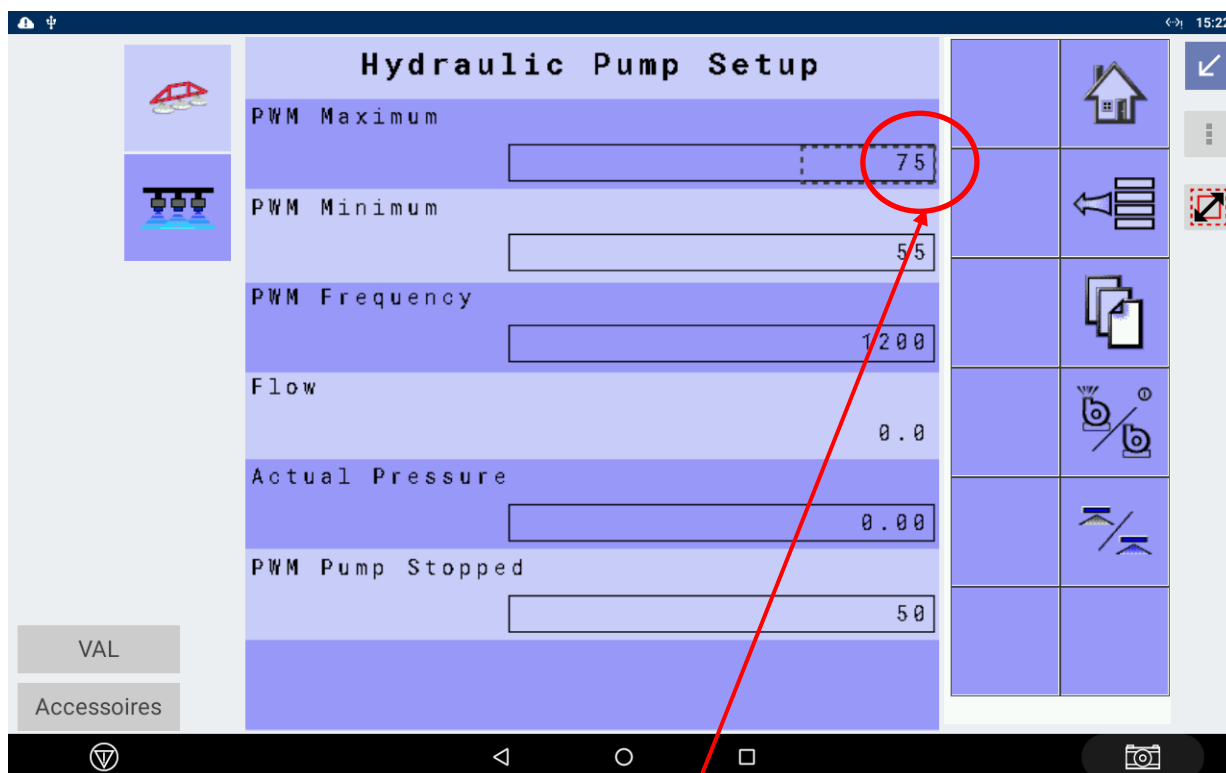 15:22
Hydraulic Pump Setup
PWM Maximum
75
PWM Minimum
55
PWM Frequency
1200
Flow
0.0
Actual Pressure
0.00
PWM Pump Stopped
50
VAL
Accessoires